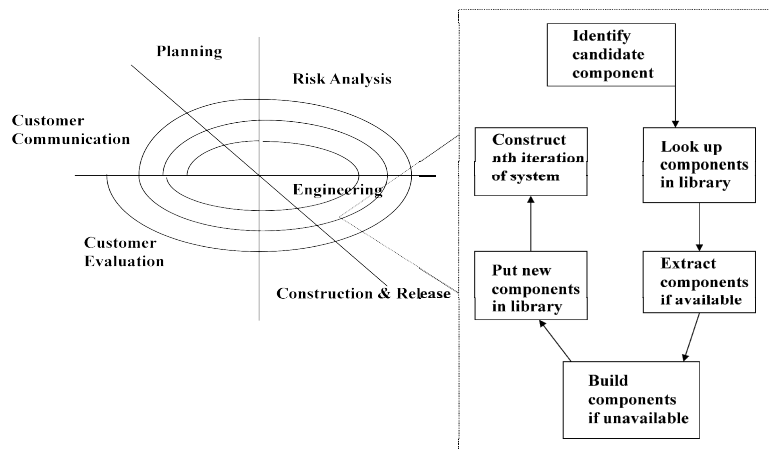 Planning
Risk Analysis
Customer
Communication
Engineering
Customer
Evaluation
Construction & Release
Identify
candidate
component
Look up
components
in library
Extract
components
if available
Build
components
if unavailable
Put new
components
in library
Construct
nth iteration
of system